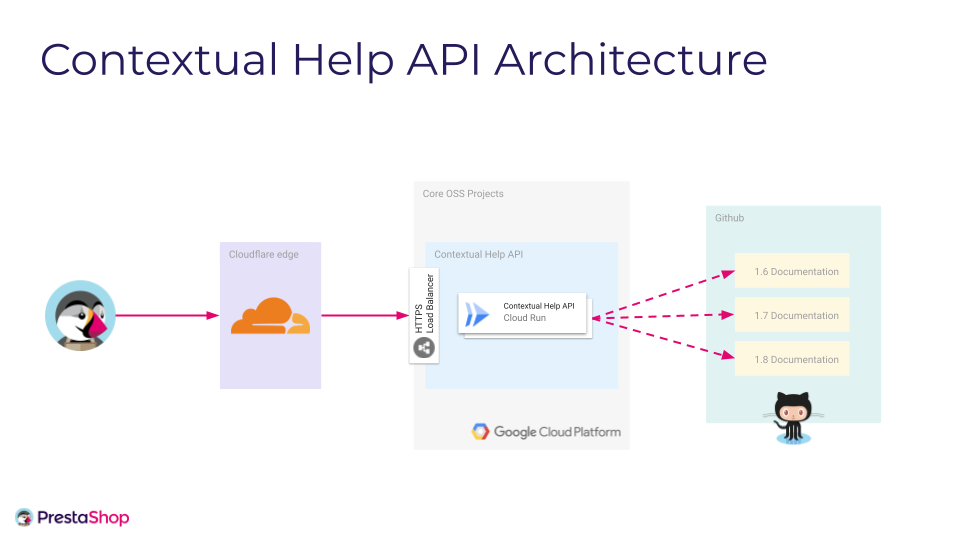 Contextual Help API Architecture
Core OSS Projects
Github
Cloudflare edge
Contextual Help API
HTTPS
Load Balancer
Contextual Help API
Cloud Run
1.6 Documentation
1.7 Documentation
1.8 Documentation
Google Cloud Platform
PrestaShop